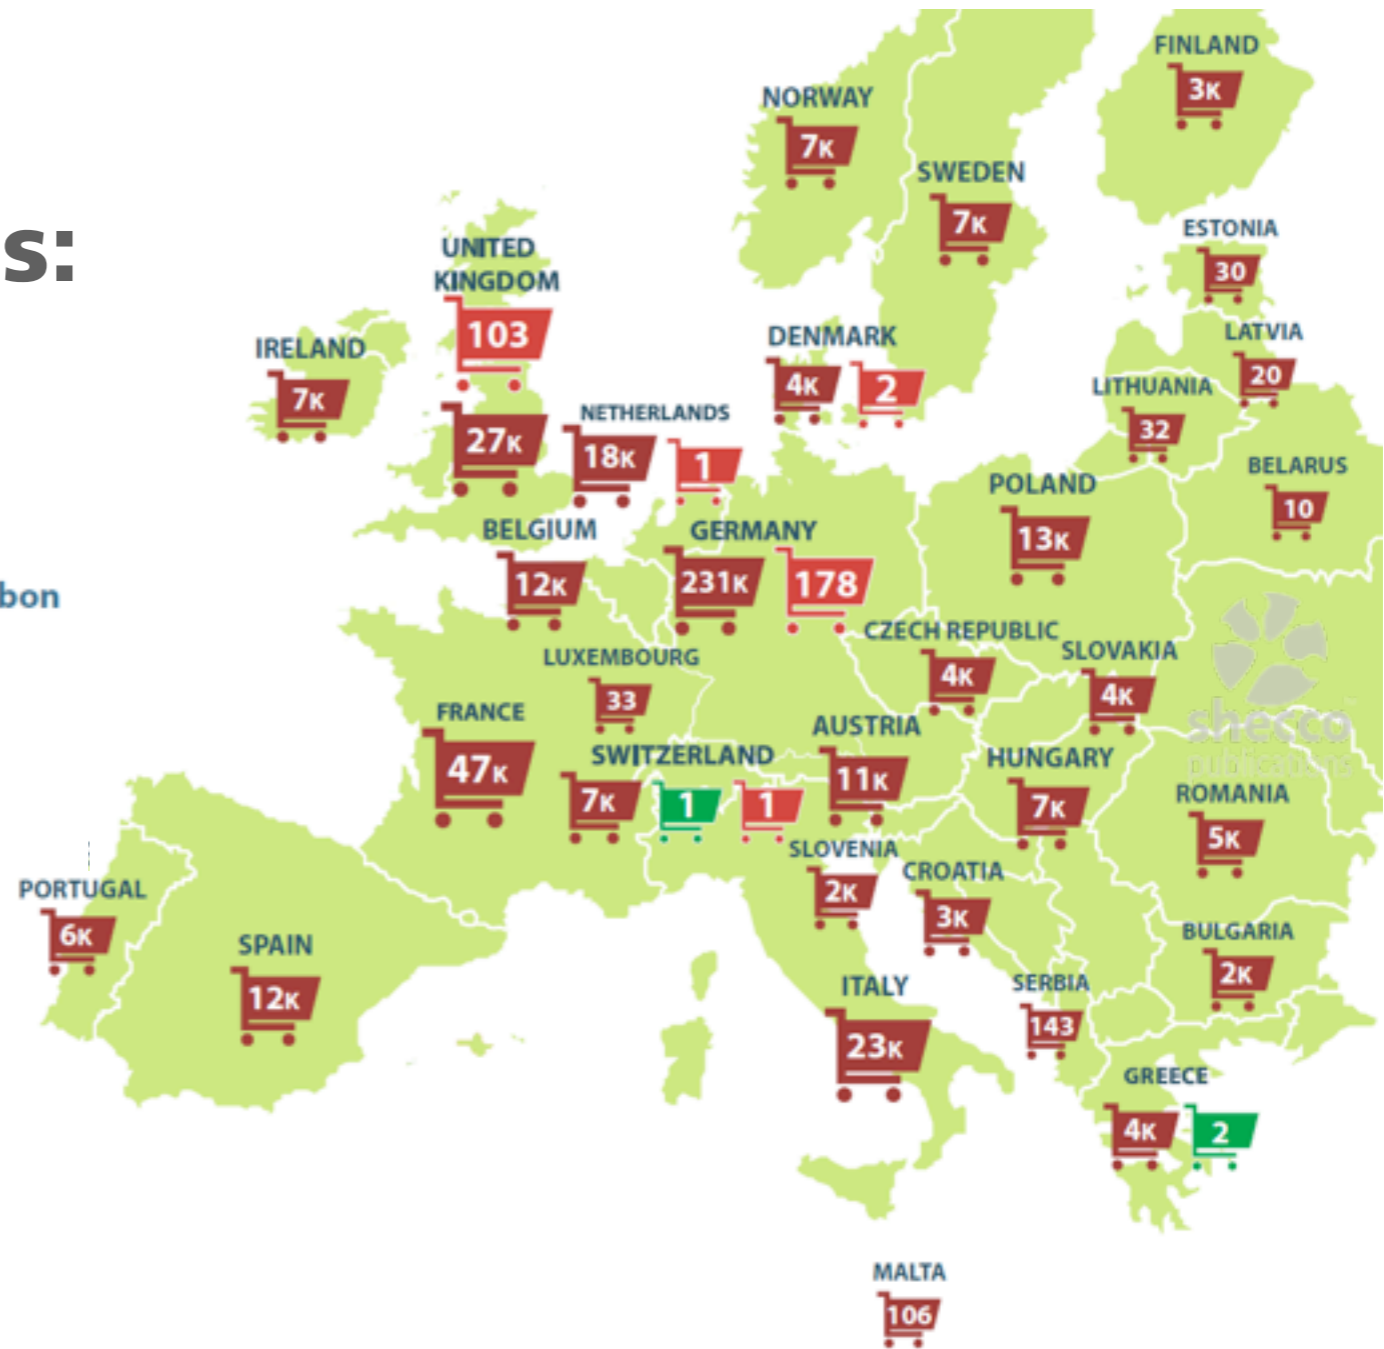 FINLAND
3K
NORWAY
7K
SWEDEN
7K
s:
UNITED
KINGDOM
103
27K
ESTONIA
30
IRELAND
7K
DENMARK
4K 2
LATVIA
20
LITHUANIA
32
NETHERLANDS
18K 1
BELARUS
10
POLAND
13K
BELGIUM
12K
GERMANY
231K 178
bon
CZECH REPUBLIC
4K
SLOVAKIA
4K
LUXEMBOURG
33
FRANCE
47K
AUSTRIA
11K
shecco
publications
SWITZERLAND
7K 1 1
HUNGARY
7K
ROMANIA
5K
SLOVENIA
2K
CROATIA
3K
PORTUGAL
6K
SPAIN
12K
BULGARIA
2K
ITALY
23K
SERBIA
143
GREECE
4K 2
MALTA
106